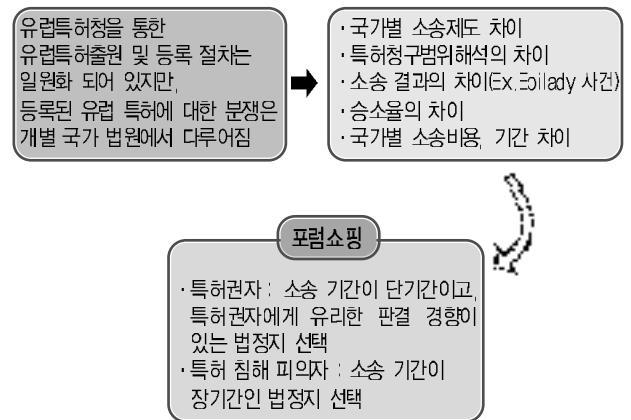 유럽특허청을 통한
유럽특허출원 및 등록 절차는
일원화 되어 있지만,
등록된 유럽 특허에 대한 분쟁은
개별 국가 법원에서 다루어짐
· 국가별 소송제도 차이
· 특허청구범위해석의 차이
· 소송 결과의 차이(Ex.Epilady 사건)
· 승소율의 차이
· 국가별 소송비용, 기간 차이
포럼쇼핑
· 특허권자 : 소송 기간이 단기간이고,
특허권자에게 유리한 판결 경향이
있는 법정지 선택
· 특허 침해 피의자 : 소송 기간이
장기간인 법정지 선택